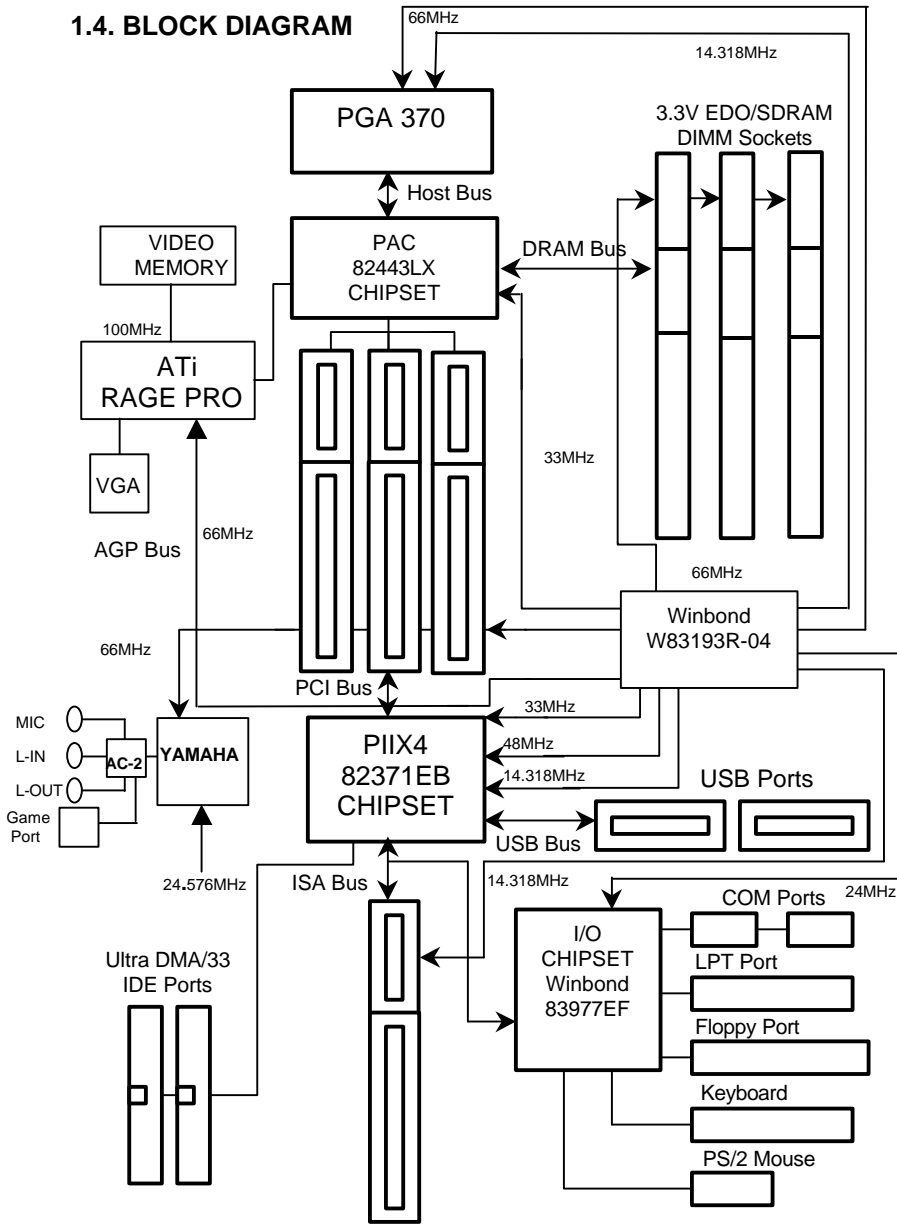 1.4. BLOCK DIAGRAM
66MHz
14.318MHz
PGA 370
3.3V EDO/SDRAM
DIMM Sockets
Host Bus
VIDEO
MEMORY
PAC
82443LX
CHIPSET
DRAM Bus
100MHz
ATi
RAGE PRO
VGA
33MHz
AGP Bus
66MHz
66MHz
Winbond
W83193R-04
66MHz
PCI Bus
MIC
L-IN
L-OUT
Game
Port
AC-2
YAMAHA
PIIX4
82371EB
CHIPSET
33MHz
48MHz
14.318MHz
USB Ports
USB Bus
24.576MHz
ISA Bus
14.318MHz
24MHz
COM Ports
I/O
CHIPSET
Winbond
83977EF
LPT Port
Ultra DMA/33
IDE Ports
Floppy Port
Keyboard
PS/2 Mouse